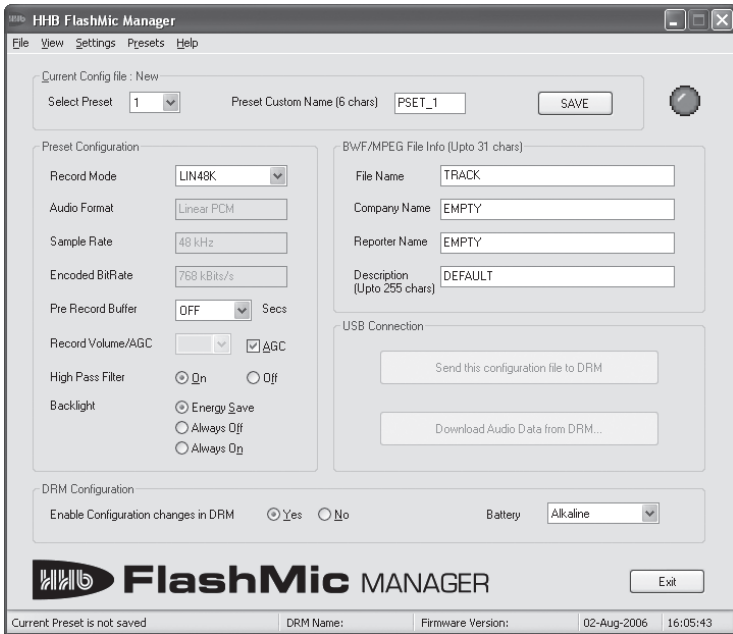 HHB FlashMic Manager
File View Settings Presets Help
Current Config file : New
Select Preset 1 Preset Custom Name (6 chars) PSET_1 SAVE
Preset Configuration
Record Mode LIN48K
Audio Format Linear PCM
Sample Rate 48 kHz
Encoded BitRate 768 kBits/s
Pre Record Buffer OFF Secs
Record Volume/AGC AGC
High Pass Filter On Off
Backlight Energy Save
Always Off
Always On
BWF/MPEG File Info (Upto 31 chars)
File Name TRACK
Company Name EMPTY
Reporter Name EMPTY
Description DEFAULT
(Upto 255 chars)
USB Connection
Send this configuration file to DRM
Download Audio Data from DRM...
DRM Configuration
Enable Configuration changes in DRM Yes No Battery Alkaline
HHb FlashMic MANAGER Exit
Current Preset is not saved DRM Name: Firmware Version: 02-Aug-2006 16:05:43